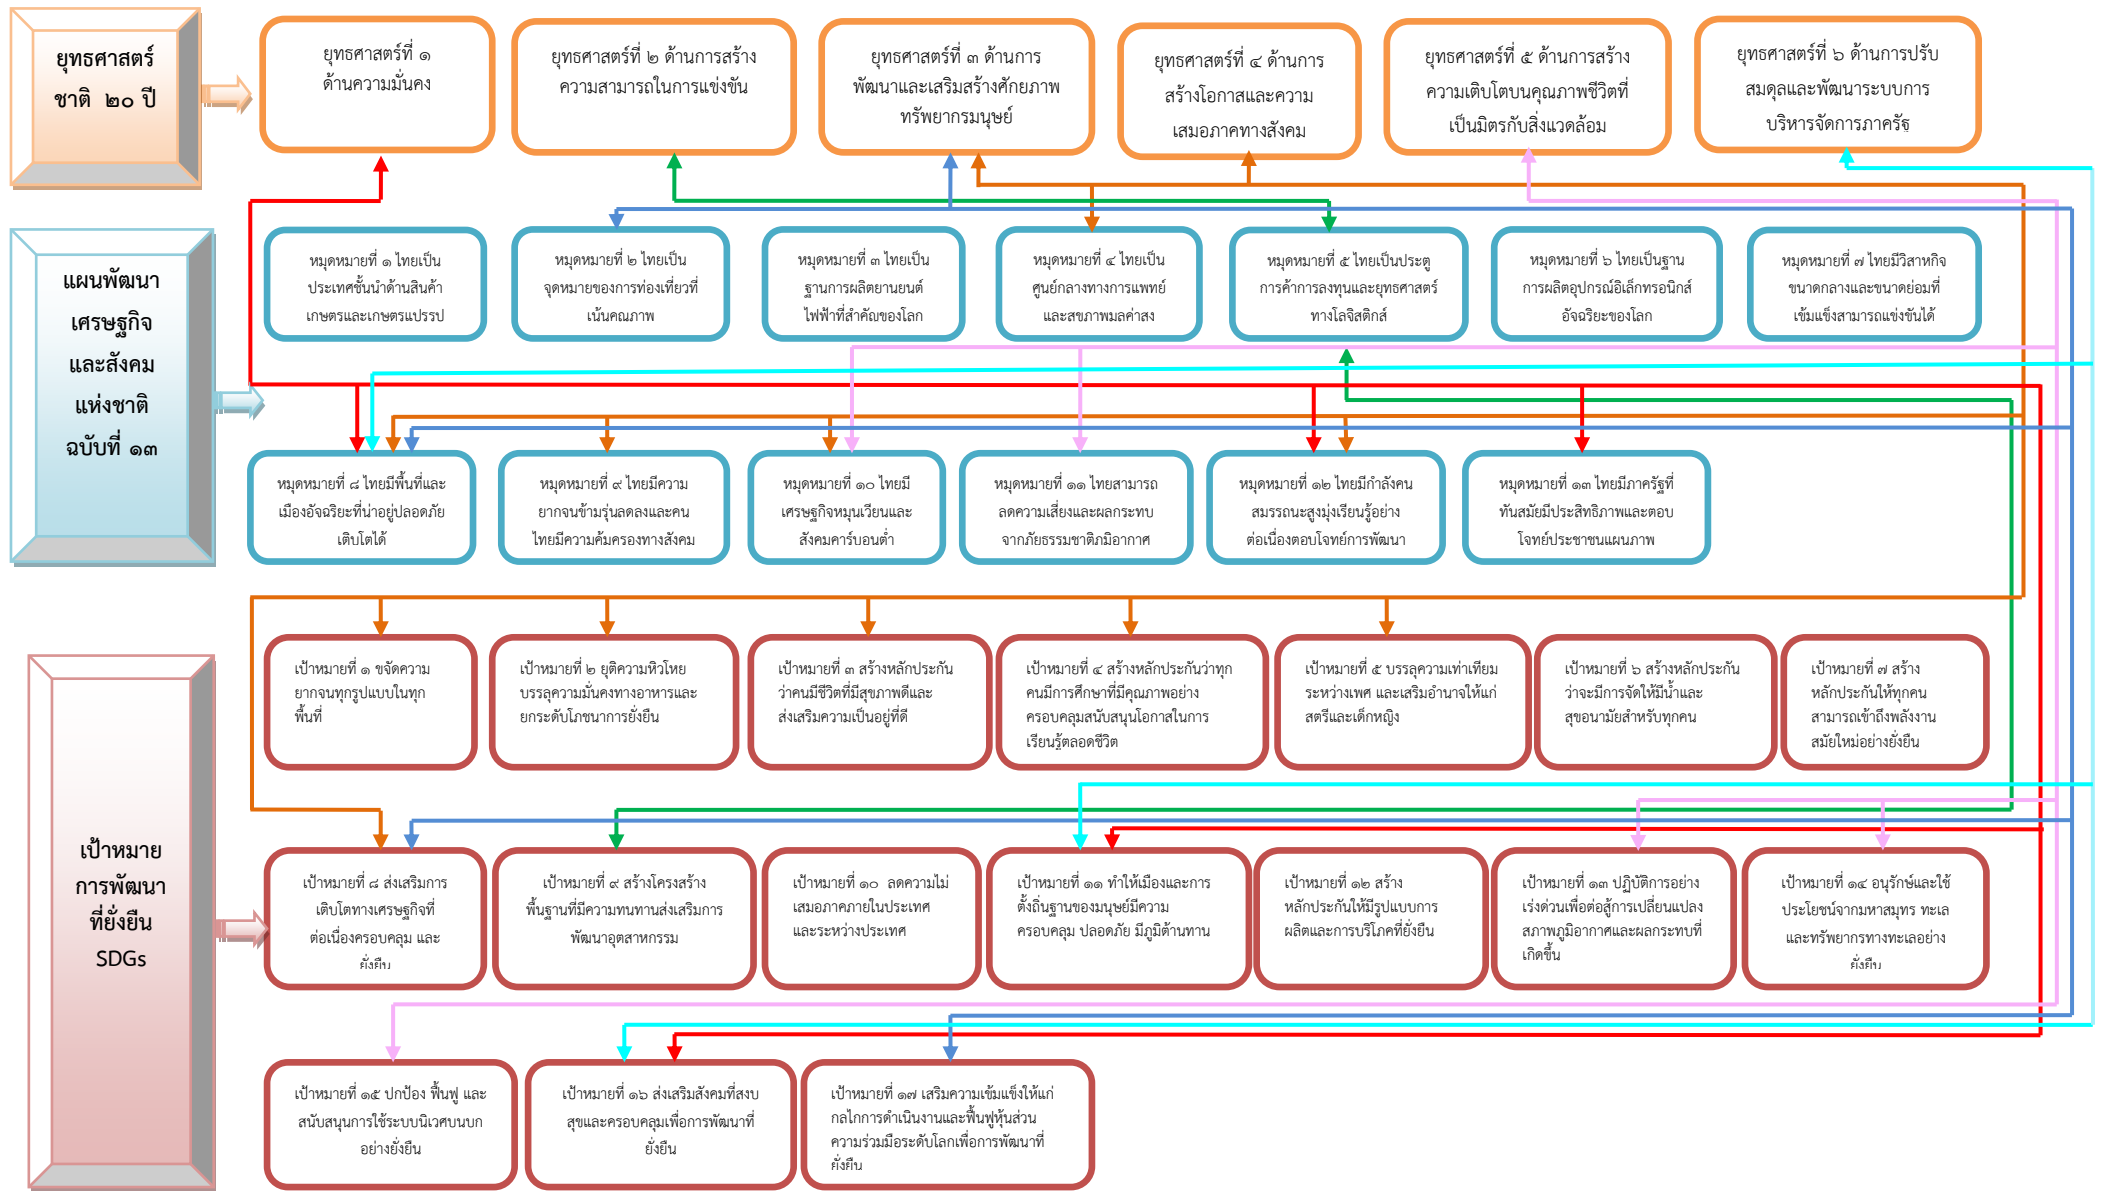 ยุทธศาสตร์
ชาติ ๒๐ ปี
ยุทธศาสตร์ที่ ๑
ด้านความมั่นคง
ยุทธศาสตร์ที่ ๒ ด้านการสร้าง
ความสามารถในการแข่งขัน
ยุทธศาสตร์ที่ ๓ ด้านการ
พัฒนาและเสริมสร้างศักยภาพ
ทรัพยากรมนุษย์
ยุทธศาสตร์ที่ ๔ ด้านการ
สร้างโอกาสและความ
เสมอภาคทางสังคม
ยุทธศาสตร์ที่ ๕ ด้านการสร้าง
ความเติบโตบนคุณภาพชีวิตที่
เป็นมิตรกับสิ่งแวดล้อม
ยุทธศาสตร์ที่ ๖ ด้านการปรับ
สมดุลและพัฒนาระบบการ
บริหารจัดการภาครัฐ
แผนพัฒนา
เศรษฐกิจ
และสังคม
แห่งชาติ
ฉบับที่ ๑๓
หมุดหมายที่ ๑ ไทยเป็น
ประเทศชั้นนำด้านสินค้า
เกษตรและเกษตรแปรรูป
หมุดหมายที่ ๒ ไทยเป็น
จุดหมายของการท่องเที่ยวที่
เน้นคุณภาพ
หมุดหมายที่ ๓ ไทยเป็น
ฐานการผลิตยานยนต์
ไฟฟ้าที่สำคัญของโลก
หมุดหมายที่ ๔ ไทยเป็น
ศูนย์กลางทางการแพทย์
และสุขภาพมูลค่าสูง
หมุดหมายที่ ๕ ไทยเป็นประตู
การค้าการลงทุนและยุทธศาสตร์
ทางโลจิสติกส์
หมุดหมายที่ ๖ ไทยเป็นฐาน
การผลิตอุปกรณ์อิเล็กทรอนิกส์
อัจฉริยะของโลก
หมุดหมายที่ ๗ ไทยมีวิสาหกิจ
ขนาดกลางและขนาดย่อมที่
เข้มแข็งสามารถแข่งขันได้
หมุดหมายที่ ๘ ไทยมีพื้นที่และ
เมืองอัจฉริยะที่น่าอยู่ปลอดภัย
เติบโตได้
หมุดหมายที่ ๙ ไทยมีความ
ยากจนข้ามรุ่นลดลงและคน
ไทยมีความคุ้มครองทางสังคม
หมุดหมายที่ ๑๐ ไทยมี
เศรษฐกิจหมุนเวียนและ
สังคมคาร์บอนต่ำ
หมุดหมายที่ ๑๑ ไทยสามารถ
ลดความเสี่ยงและผลกระทบ
จากภัยธรรมชาติภูมิอากาศ
หมุดหมายที่ ๑๒ ไทยมีกำลังคน
สมรรถนะสูงมุ่งเรียนรู้อย่าง
ต่อเนื่องตอบโจทย์การพัฒนา
หมุดหมายที่ ๑๓ ไทยมีภาครัฐที่
ทันสมัยมีประสิทธิภาพและตอบ
โจทย์ประชาชนแผนภาพ
เป้าหมาย
การพัฒนา
ที่ยั่งยืน
SDGs
เป้าหมายที่ ๑ ขจัดความ
ยากจนทุกรูปแบบในทุก
พื้นที่
เป้าหมายที่ ๒ ยุติความหิวโหย
บรรลุความมั่นคงทางอาหารและ
ยกระดับโภชนาการยั่งยืน
เป้าหมายที่ ๓ สร้างหลักประกัน
ว่าคนมีชีวิตที่มีสุขภาพดีและ
ส่งเสริมความเป็นอยู่ที่ดี
เป้าหมายที่ ๔ สร้างหลักประกันว่าทุก
คนมีการศึกษาที่มีคุณภาพอย่าง
ครอบคลุมสนับสนุนโอกาสในการ
เรียนรู้ตลอดชีวิต
เป้าหมายที่ ๕ บรรลุความเท่าเทียม
ระหว่างเพศ และเสริมอำนาจให้แก่
สตรีและเด็กหญิง
เป้าหมายที่ ๖ สร้างหลักประกัน
ว่าจะมีการจัดให้มีน้ำและ
สุขอนามัยสำหรับทุกคน
เป้าหมายที่ ๗ สร้าง
หลักประกันให้ทุกคน
สามารถเข้าถึงพลังงาน
สมัยใหม่อย่างยั่งยืน
เป้าหมายที่ ๘ ส่งเสริมการ
เติบโตทางเศรษฐกิจที่
ต่อเนื่องครอบคลุม และ
ยั่งยืน
เป้าหมายที่ ๙ สร้างโครงสร้าง
พื้นฐานที่มีความทนทานส่งเสริมการ
พัฒนาอุตสาหกรรม
เป้าหมายที่ ๑๐ ลดความไม่
เสมอภาคภายในประเทศ
และระหว่างประเทศ
เป้าหมายที่ ๑๑ ทำให้เมืองและการ
ตั้งถิ่นฐานของมนุษย์มีความ
ครอบคลุม ปลอดภัย มีภูมิต้านทาน
เป้าหมายที่ ๑๒ สร้าง
หลักประกันให้มีรูปแบบการ
ผลิตและการบริโภคที่ยั่งยืน
เป้าหมายที่ ๑๓ ปฏิบัติการอย่าง
เร่งด่วนเพื่อต่อสู้การเปลี่ยนแปลง
สภาพภูมิอากาศและผลกระทบที่
เกิดขึ้น
เป้าหมายที่ ๑๔ อนุรักษ์และใช้
ประโยชน์จากมหาสมุทร ทะเล
และทรัพยากรทางทะเลอย่าง
ยั่งยืน
เป้าหมายที่ ๑๕ ปกป้อง ฟื้นฟู และ
สนับสนุนการใช้ระบบนิเวศบนบก
อย่างยั่งยืน
เป้าหมายที่ ๑๖ ส่งเสริมสังคมที่สงบ
สุขและครอบคลุมเพื่อการพัฒนาที่
ยั่งยืน
เป้าหมายที่ ๑๗ เสริมความเข้มแข็งให้แก่
กลไกการดำเนินงานและฟื้นฟูหุ้นส่วน
ความร่วมมือระดับโลกเพื่อการพัฒนาที่
ยั่งยืน